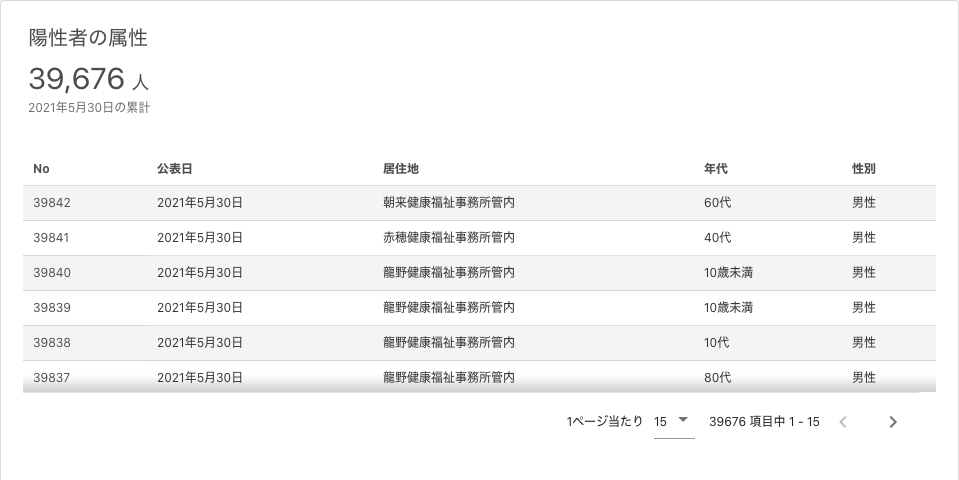 陽性者の属性
39,676 人
2021年5月30日の累計
No 公表日 居住地 年代 性別
39842 2021年5月30日 朝来健康福祉事務所管内 60代 男性
39841 2021年5月30日 赤穂健康福祉事務所管内 40代 男性
39840 2021年5月30日 龍野健康福祉事務所管内 10歳未満 男性
39839 2021年5月30日 龍野健康福祉事務所管内 10歳未満 男性
39838 2021年5月30日 龍野健康福祉事務所管内 10代 男性
39837 2021年5月30日 龍野健康福祉事務所管内 80代 男性
1ページ当たり 15 39676 項目中 1 - 15